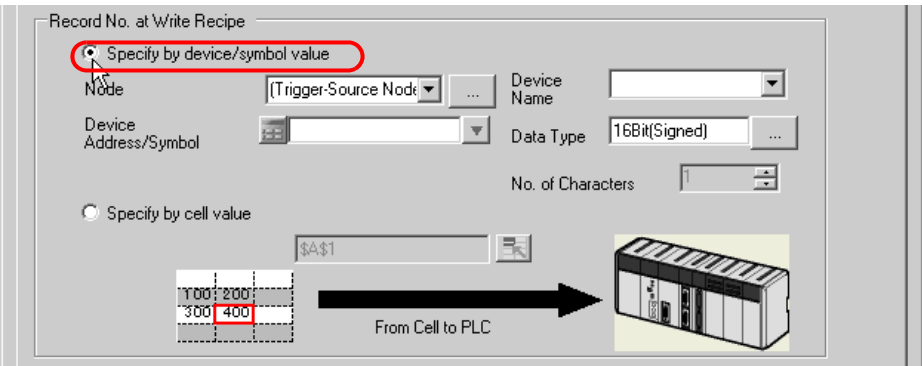 Record No. at Write Recipe
Specify by device/symbol value
Node
(Trigger-Source Node
...
Device
Name
Device
Address/Symbol
Data Type
16Bit(Signed)
...
No. of Characters
1
Specify by cell value
$A$1
100 200
300 400
From Cell to PLC